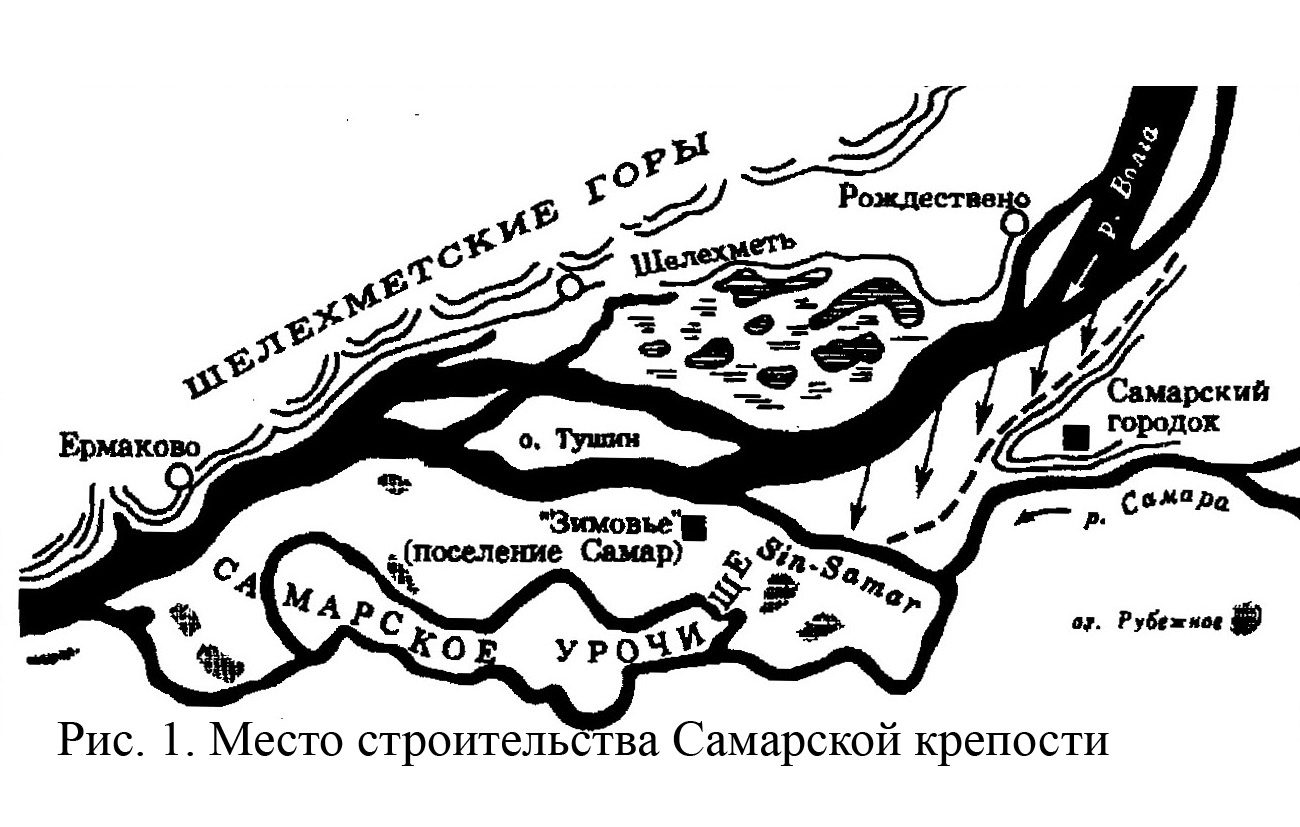 ШЕЛЕХМЕТСКИЕ ГОРЫ
р. Волга
Рождествено
Шелехметь
Самарский
городок
Ермаково
о. Тушин
"Зимовье"
(поселение Самар)
р. Самара
Sin-Samar
САМАРСКОЕ УРОЧИЩЕ
оз. Рубежное
Рис. 1. Место строительства Самарской крепости